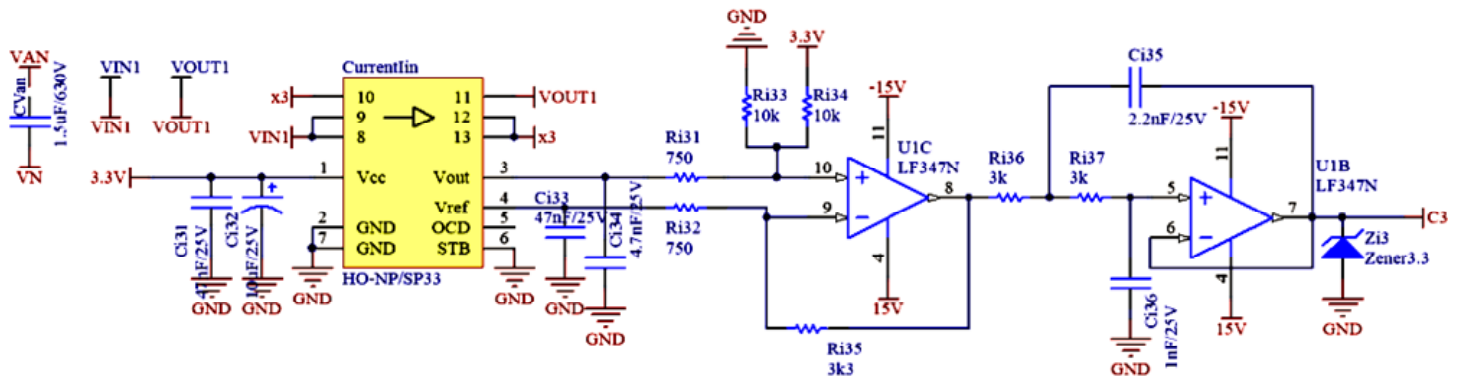 VAN
CVan
1.5uF/630V
VN
VIN1
VIN1
VOUT1
VOUT1
3.3V
Ci31
47nF/25V
GND
Ci32
10uF/25V
GND
CurrentIin
x3
10
9
VIN1
8
1
Vcc
2
GND
7
GND
GND
11
VOUT1
12
13
x3
Vout
3
Vref
4
OCD
5
STB
6
GND
HO-NP/SP33
Ci33
47nF/25V
GND
Ci34
4.7nF/25V
GND
Ri31
750
Ri32
750
GND
3.3V
Ri33
10k
Ri34
10k
-15V
11
U1C
LF347N
10
9
8
4
15V
Ri35
3k3
Ri36
3k
Ri37
3k
Ci35
2.2nF/25V
Ci36
1nF/25V
GND
-15V
11
U1B
LF347N
5
6
7
4
15V
Zi3
Zener3.3
GND
C3